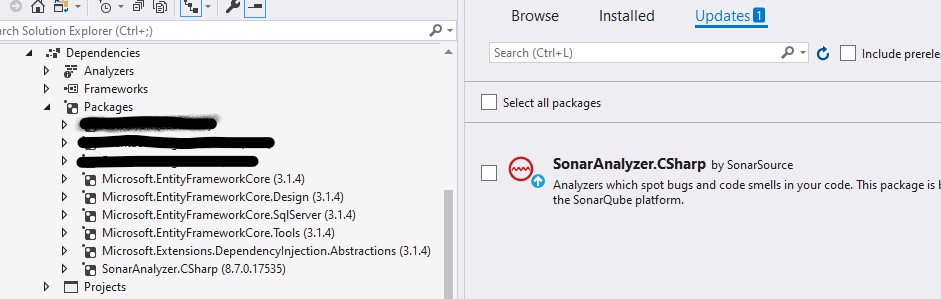 Search Solution Explorer (Ctrl+;)
Dependencies
Analyzers
Frameworks
Packages
Microsoft.EntityFrameworkCore (3.1.4)
Microsoft.EntityFrameworkCore.Design (3.1.4)
Microsoft.EntityFrameworkCore.SqlServer (3.1.4)
Microsoft.EntityFrameworkCore.Tools (3.1.4)
Microsoft.Extensions.DependencyInjection.Abstractions (3.1.4)
SonarAnalyzer.CSharp (8.7.0.17535)
Projects
Browse Installed Updates 1
Search (Ctrl+L) Include prerele
Select all packages
SonarAnalyzer.CSharp by SonarSource
Analyzers which spot bugs and code smells in your code. This package is b
the SonarQube platform.